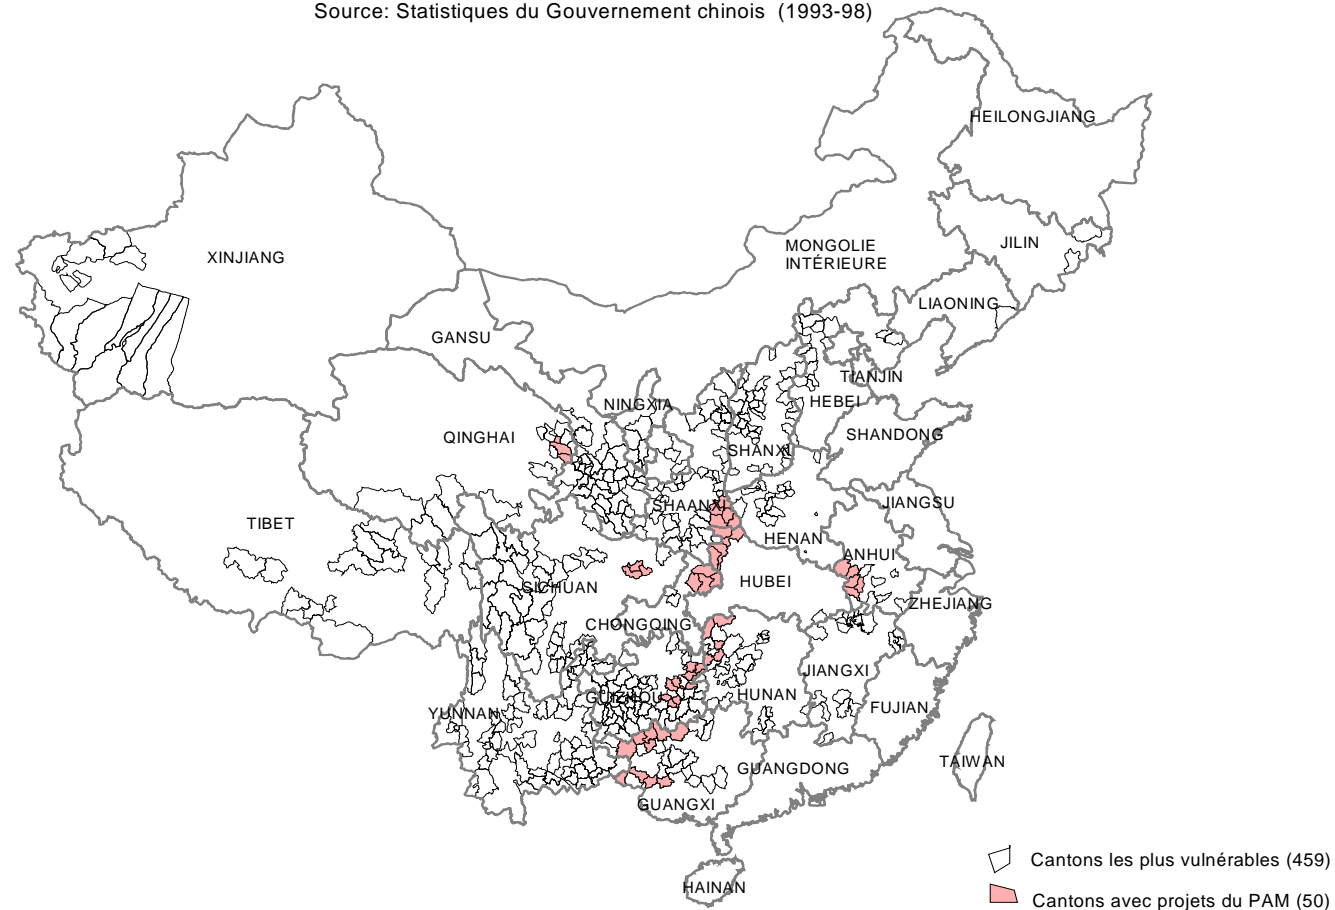 Source: Statistiques du Gouvernement chinois (1993-98)
HEILONGJIANG
MONGOLIE
INTÉRIEURE
JILIN
XINJIANG
LIAONING
GANSU
TIANJIN
HEBEI
NINGXIA
QINGHAI
SHANDONG
SHANXI
SHAANXI
JIANGSU
TIBET
HENAN
ANHUI
SICHUAN
HUBEI
ZHEJIANG
CHONGQING
JIANGXI
GUIZHOU
HUNAN
FUJIAN
YUNNAN
TAIWAN
GUANGDONG
GUANGXI
HAINAN
Cantons les plus vulnérables (459)
Cantons avec projets du PAM (50)